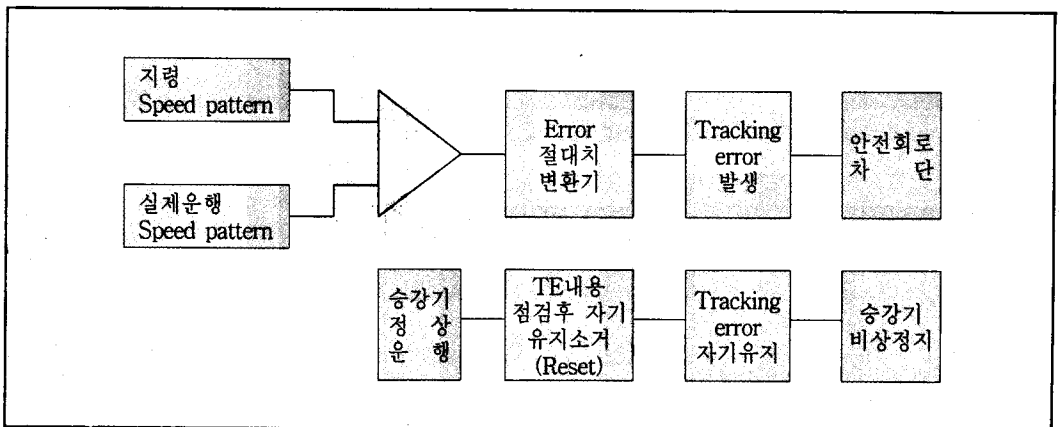 지령
Speed pattern
실제운행
Speed pattern
Error
절대치
변환기
Tracking
error
발생
안전회로
차 단
승강기
정 상
운 행
TE내용
점검후 자기
유지소거
(Reset)
Tracking
error
자기유지
승강기
비상정지